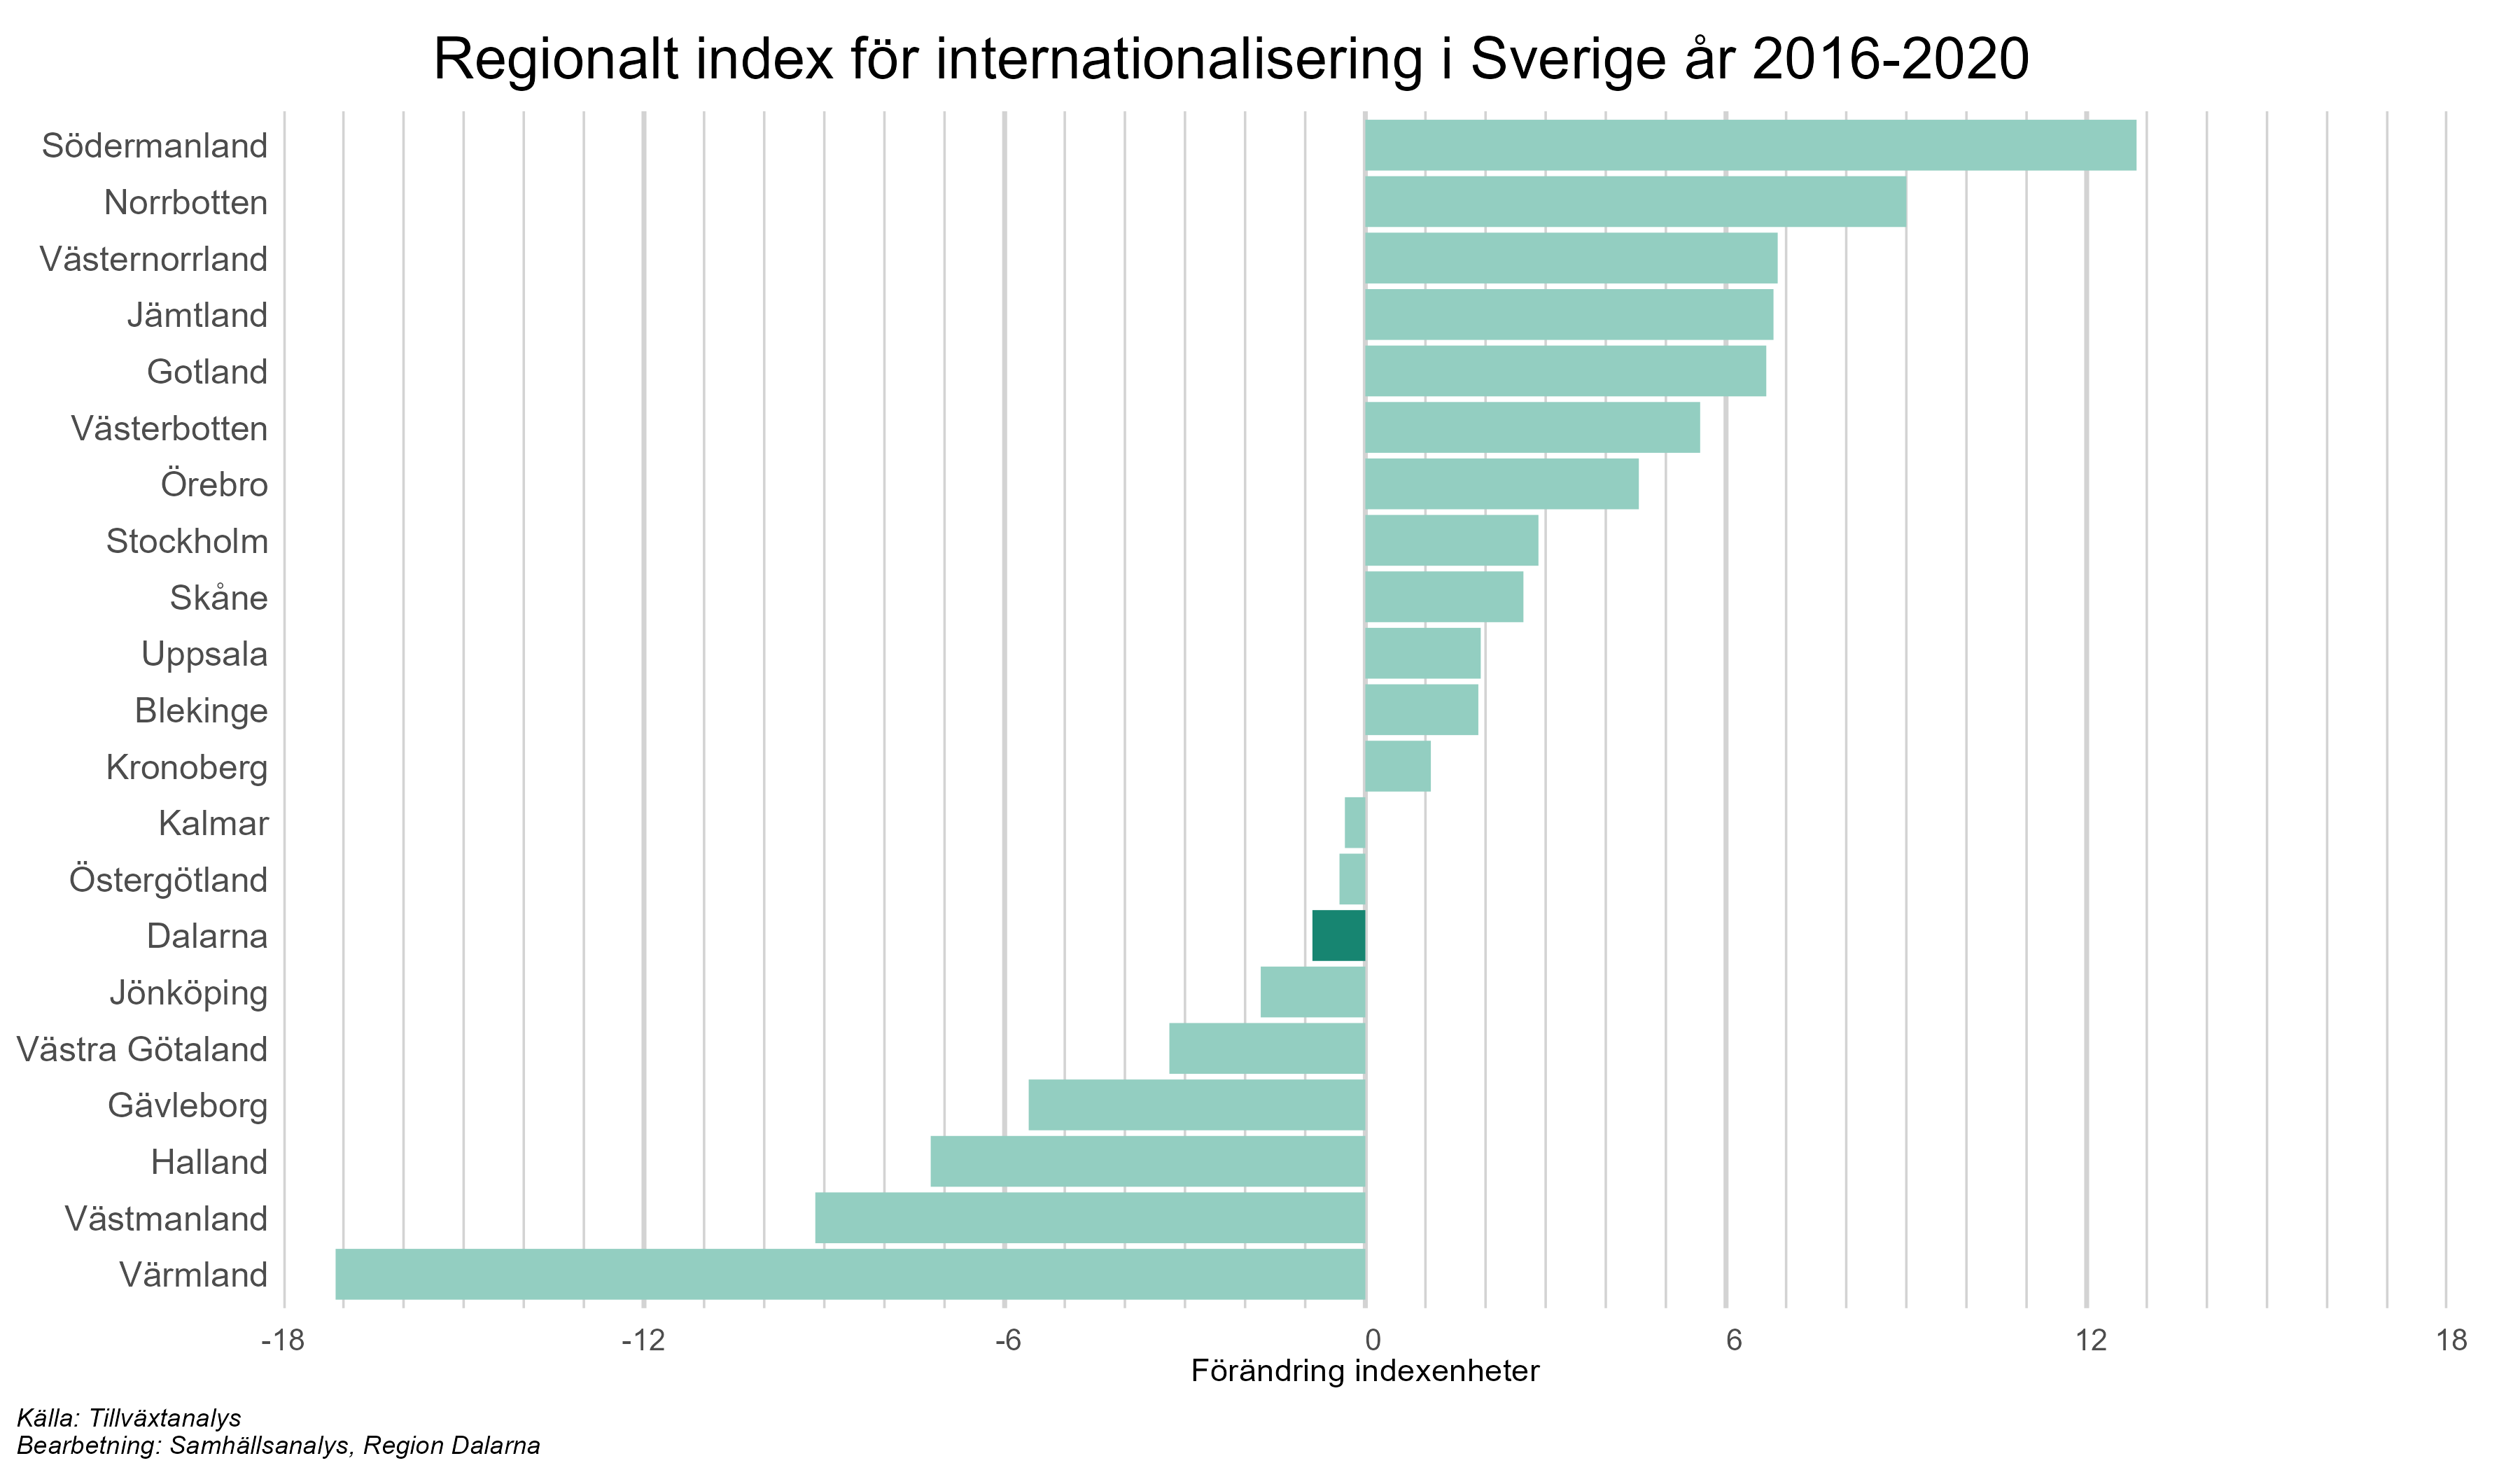 Regionalt index för internationalisering i Sverige år 2016-2020
Södermanland
Norrbotten
Västernorrland
Jämtland
Gotland
Västerbotten
Örebro
Stockholm
Skåne
Uppsala
Blekinge
Kronoberg
Kalmar
Östergötland
Dalarna
Jönköping
Västra Götaland
Gävleborg
Halland
Västmanland
Värmland
-18 -12 -6 0 6 12 18
Förändring indexenheter
Källa: Tillväxtanalys
Bearbetning: Samhällsanalys, Region Dalarna